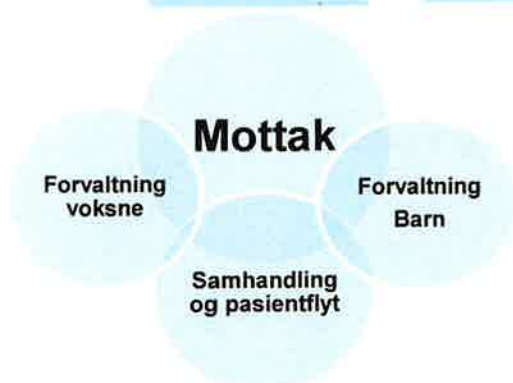 Mottak
Forvaltning
voksne
Forvaltning
Barn
Samhandling
og pasientflyt